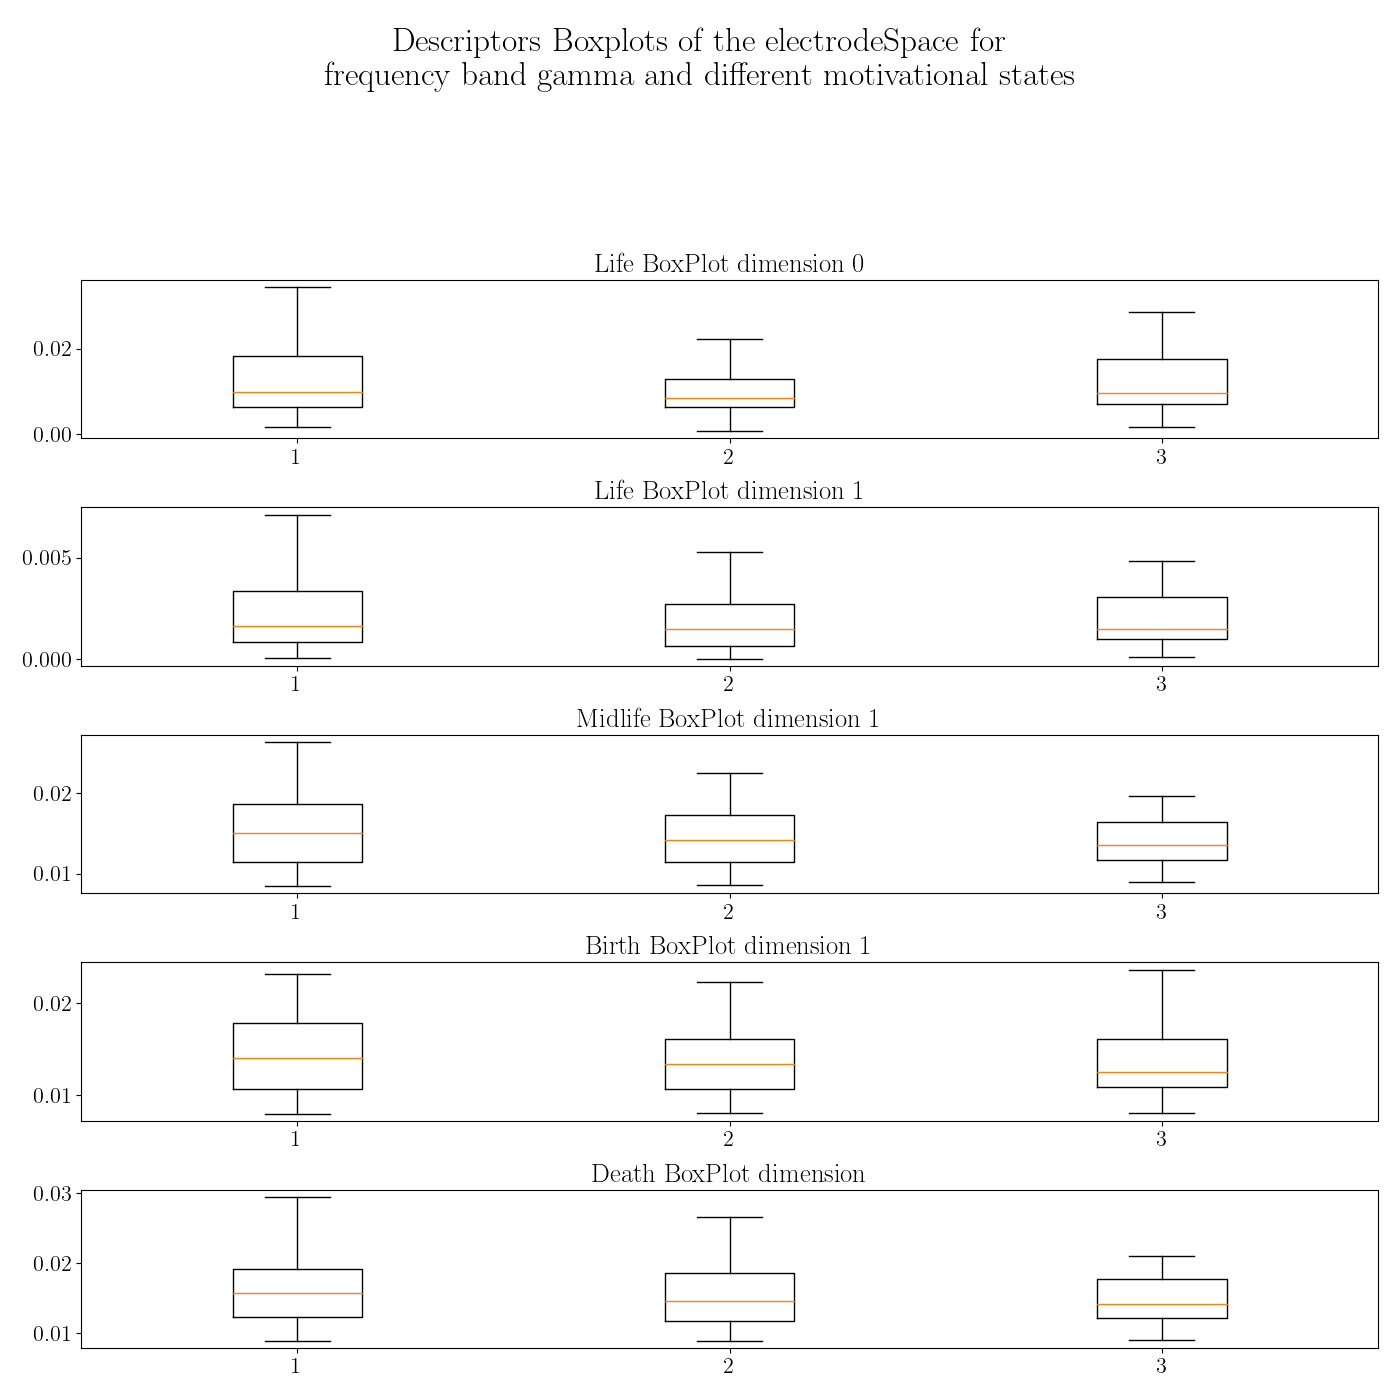 Descriptors Boxplots of the electrodeSpace for
frequency band gamma and different motivational states
Life BoxPlot dimension 0
0.02
0.00
1 2 3
Life BoxPlot dimension 1
0.005
0.000
1 2 3
Midlife BoxPlot dimension 1
0.02
0.01
1 2 3
Birth BoxPlot dimension 1
0.02
0.01
1 2 3
Death BoxPlot dimension
0.03
0.02
0.01
1 2 3